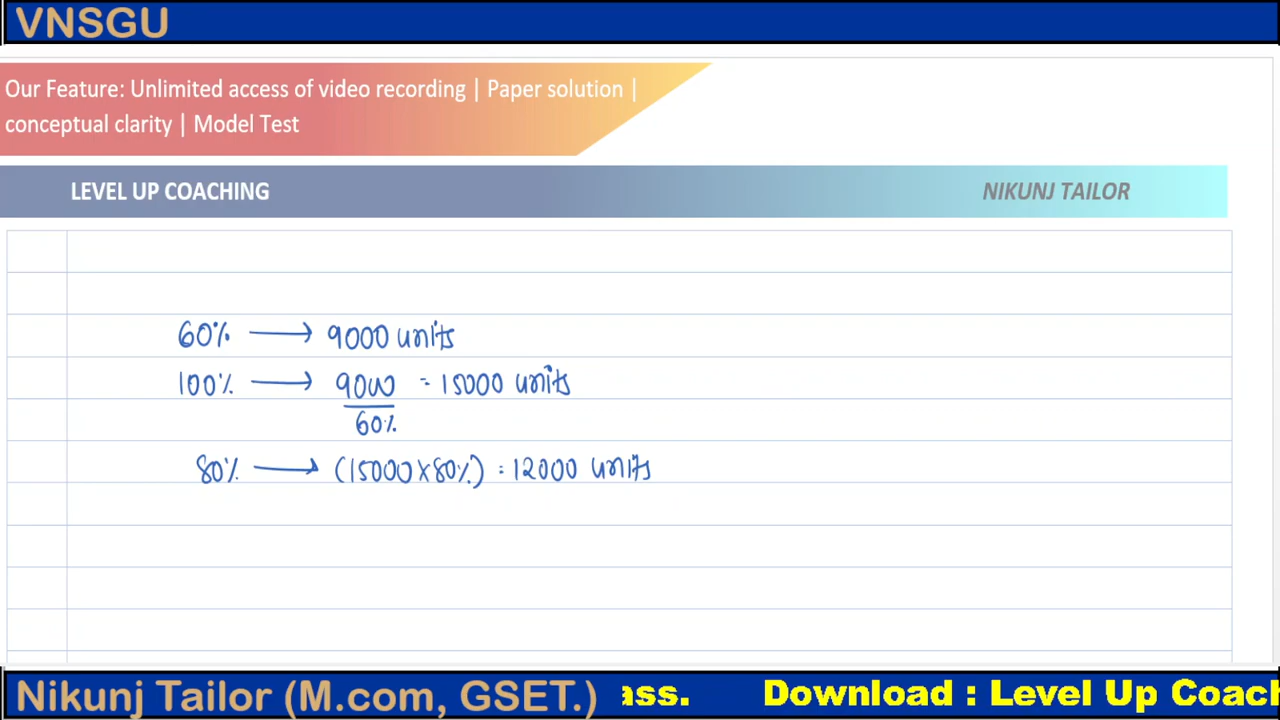 VNSGU
Our Feature: Unlimited access of video recording | Paper solution |
conceptual clarity | Model Test
LEVEL UP COACHING NIKUNJ TAILOR
60% → 9000 units
100% → 9000 = 15000 units
60%
80% → (15000×80%) = 12000 units
Nikunj Tailor (M.com, GSET.) ass. Download : Level Up Coach